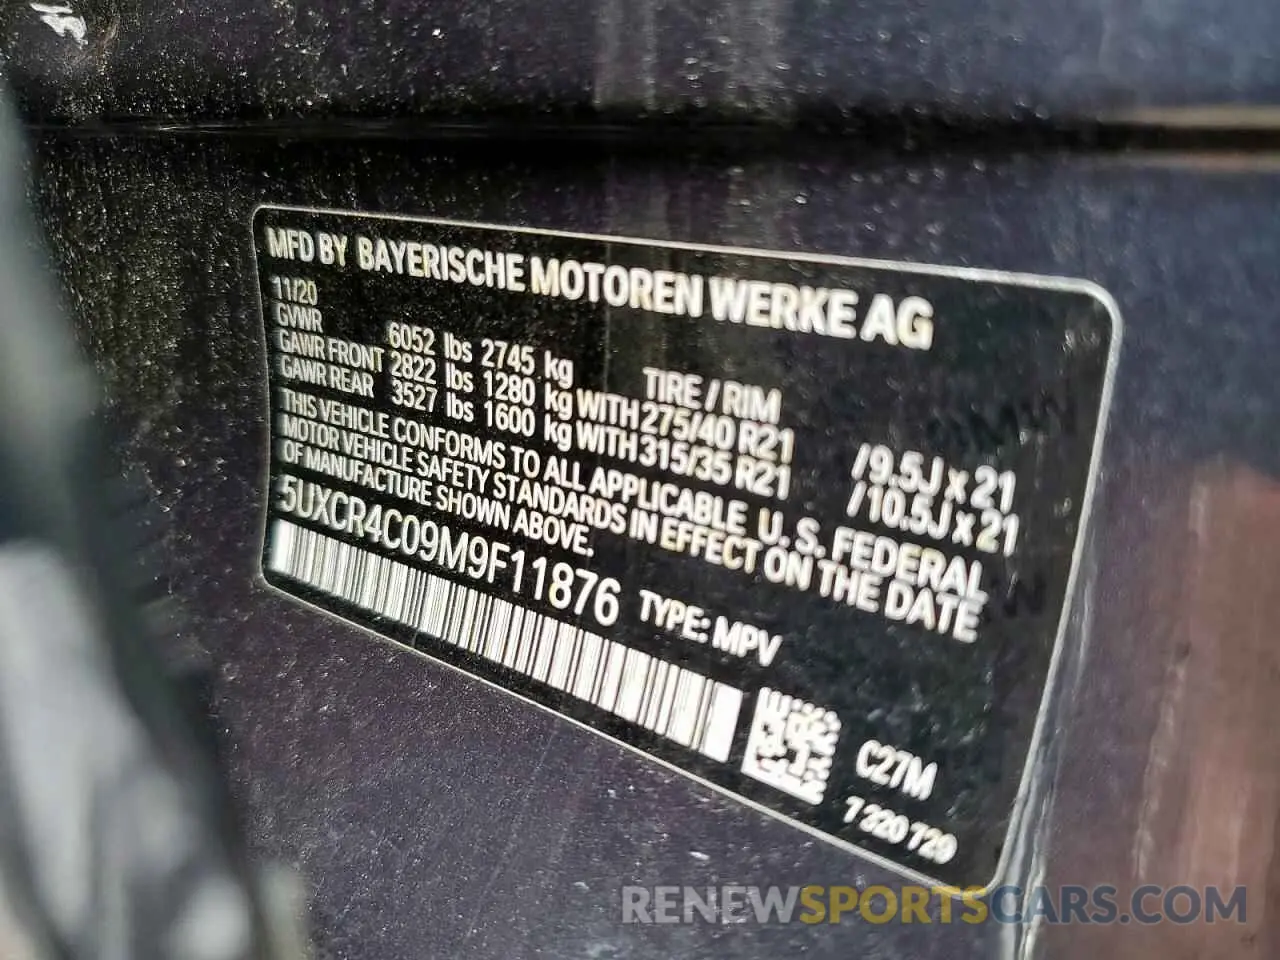 MFD BY BAYERISCHE MOTOREN WERKE AG
11/20
GVWR 6052 lbs 2745 kg TIRE / RIM
GAWR FRONT 2822 lbs 1280 kg WITH 275/40 R21 /9.5J x 21
GAWR REAR 3527 lbs 1600 kg WITH 315/35 R21 /10.5J x 21
THIS VEHICLE CONFORMS TO ALL APPLICABLE U.S. FEDERAL
MOTOR VEHICLE SAFETY STANDARDS IN EFFECT ON THE DATE
OF MANUFACTURE SHOWN ABOVE.
5UXCR4C09M9F11876 TYPE: MPV
C27M
7 320 729
RENEWSPORTSCARS.COM